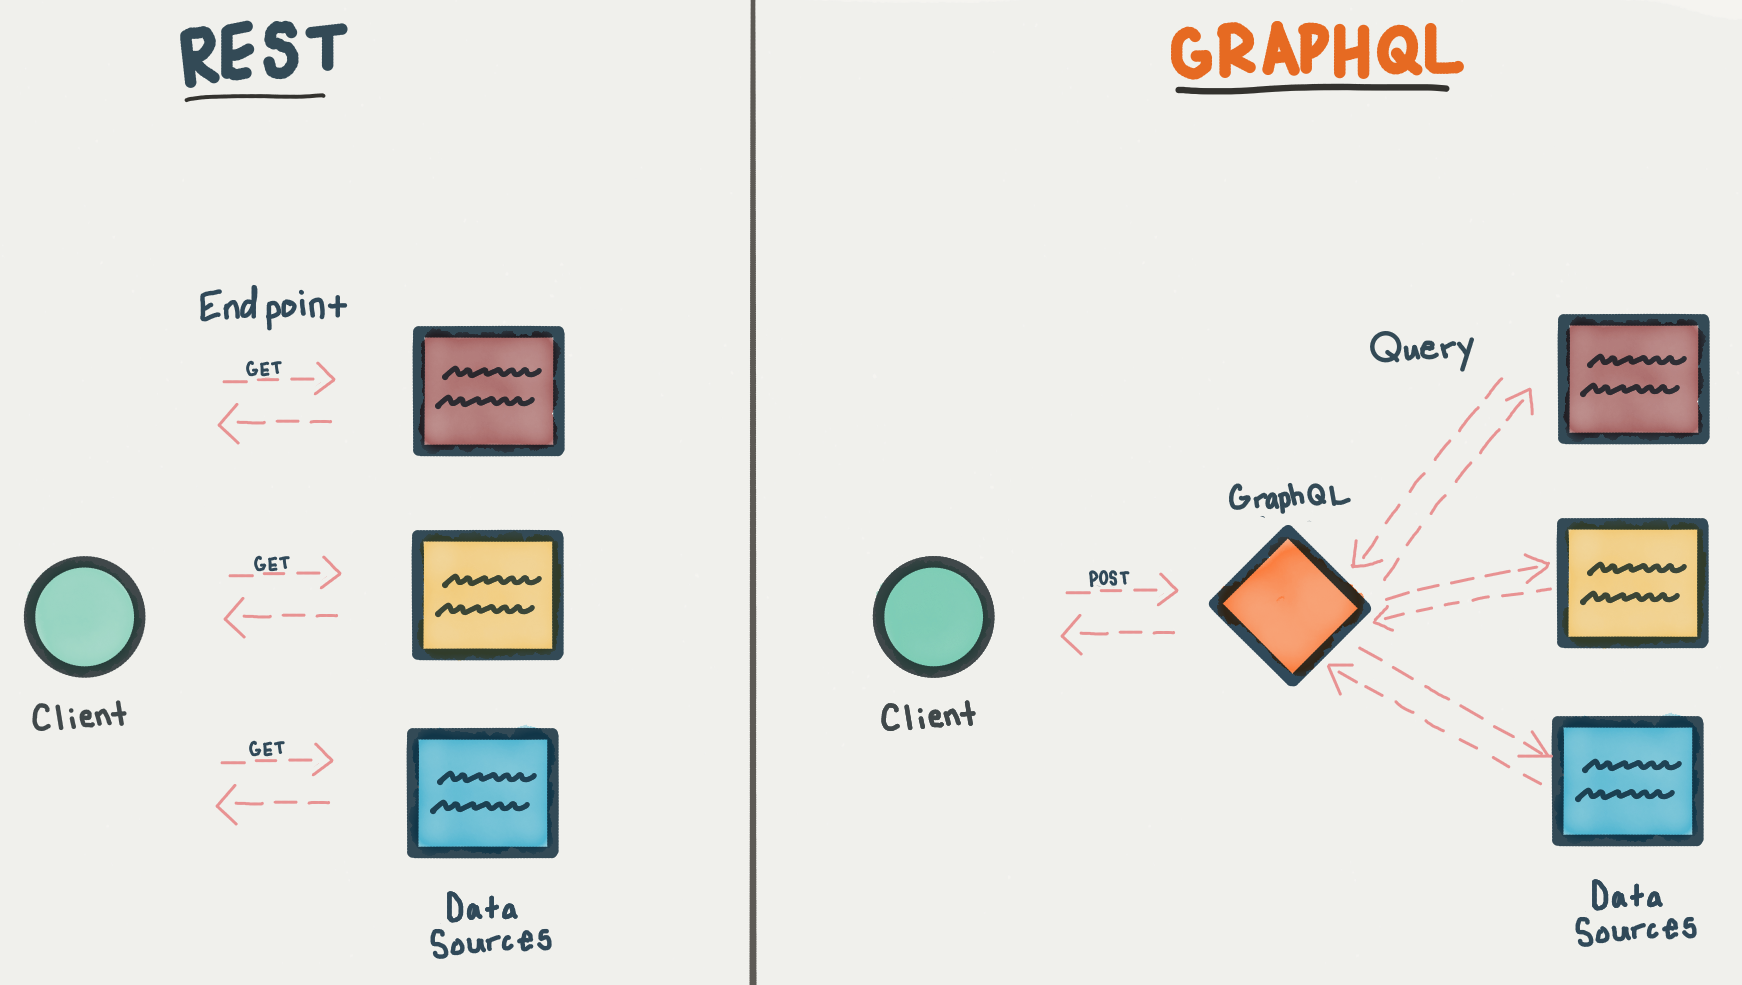 REST
Endpoint
GET
GET
Client
GET
Data
Sources
GRAPHQL
Query
GraphQL
POST
Client
Data
Sources